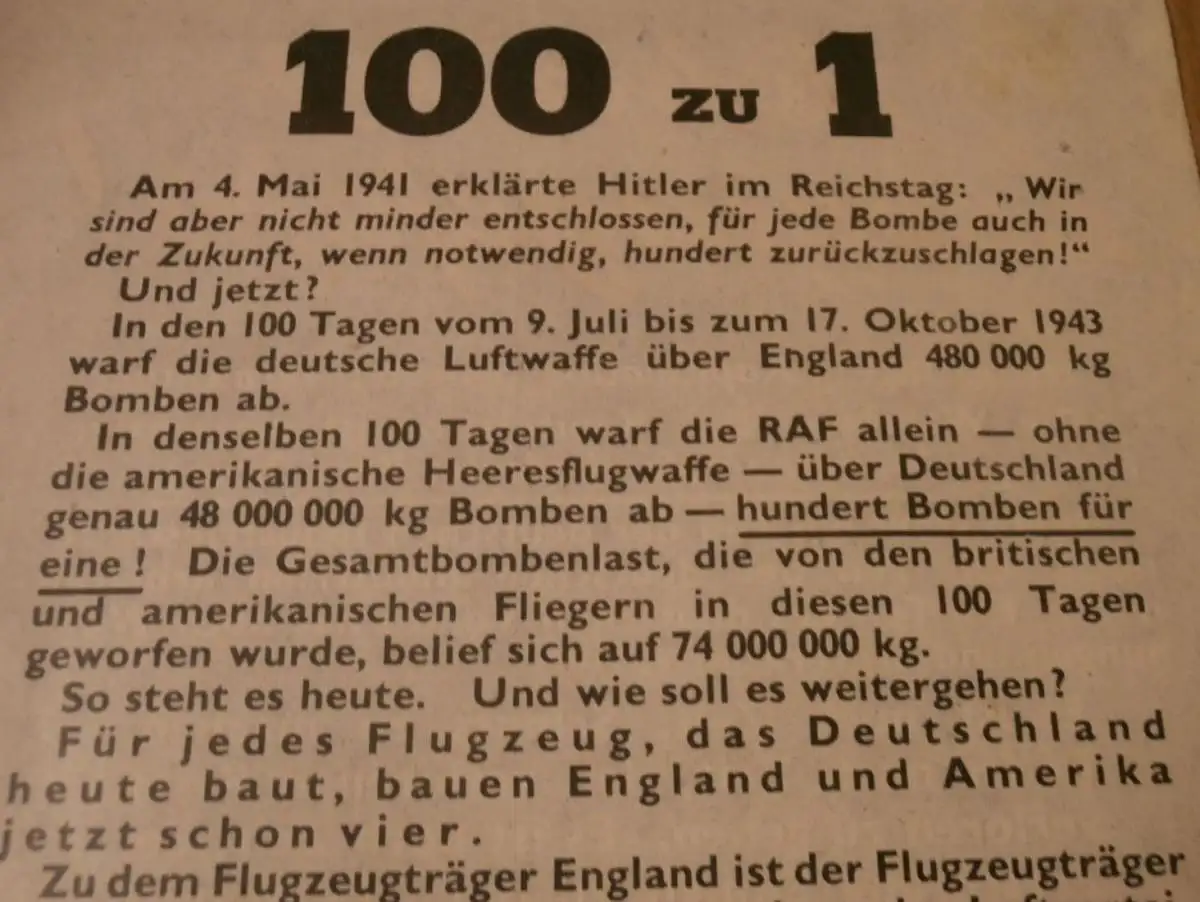 100 ZU 1
Am 4. Mai 1941 erklärte Hitler im Reichstag: „Wir
sind aber nicht minder entschlossen, für jede Bombe auch in
der Zukunft, wenn notwendig, hundert zurückzuschlagen!“
Und jetzt?
In den 100 Tagen vom 9. Juli bis zum 17. Oktober 1943
warf die deutsche Luftwaffe über England 480 000 kg
Bomben ab.
In denselben 100 Tagen warf die RAF allein — ohne
die amerikanische Heeresflugwaffe — über Deutschland
genau 48 000 000 kg Bomben ab — hundert Bomben für
eine! Die Gesamtbombenlast, die von den britischen
und amerikanischen Fliegern in diesen 100 Tagen
geworfen wurde, belief sich auf 74 000 000 kg.
So steht es heute. Und wie soll es weitergehen?
Für jedes Flugzeug, das Deutschland
heute baut, bauen England und Amerika
jetzt schon vier.
Zu dem Flugzeugträger England ist der Flugzeugträger